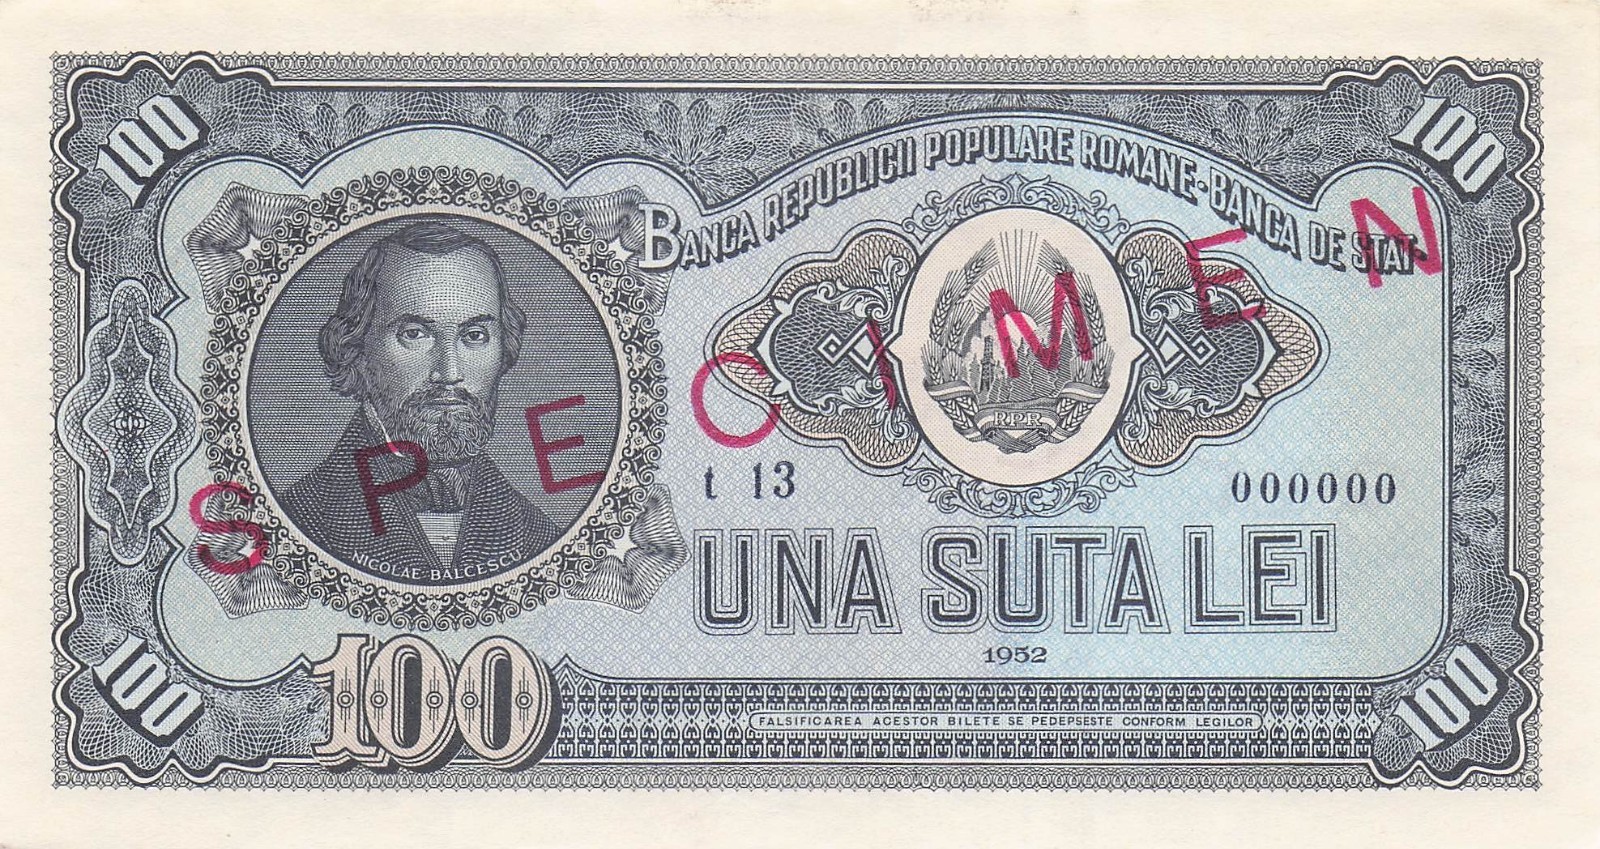 100
100
BANCA REPUBLICII POPULARE ROMANE-BANCA DE STAT-
SPECIMEN
RPR
t 13
000000
NICOLAE BĂLCESCU
UNA SUTA LEI
1952
100
FALSIFICAREA ACESTOR BILETE SE PEDEPSESTE CONFORM LEGILOR
100
100